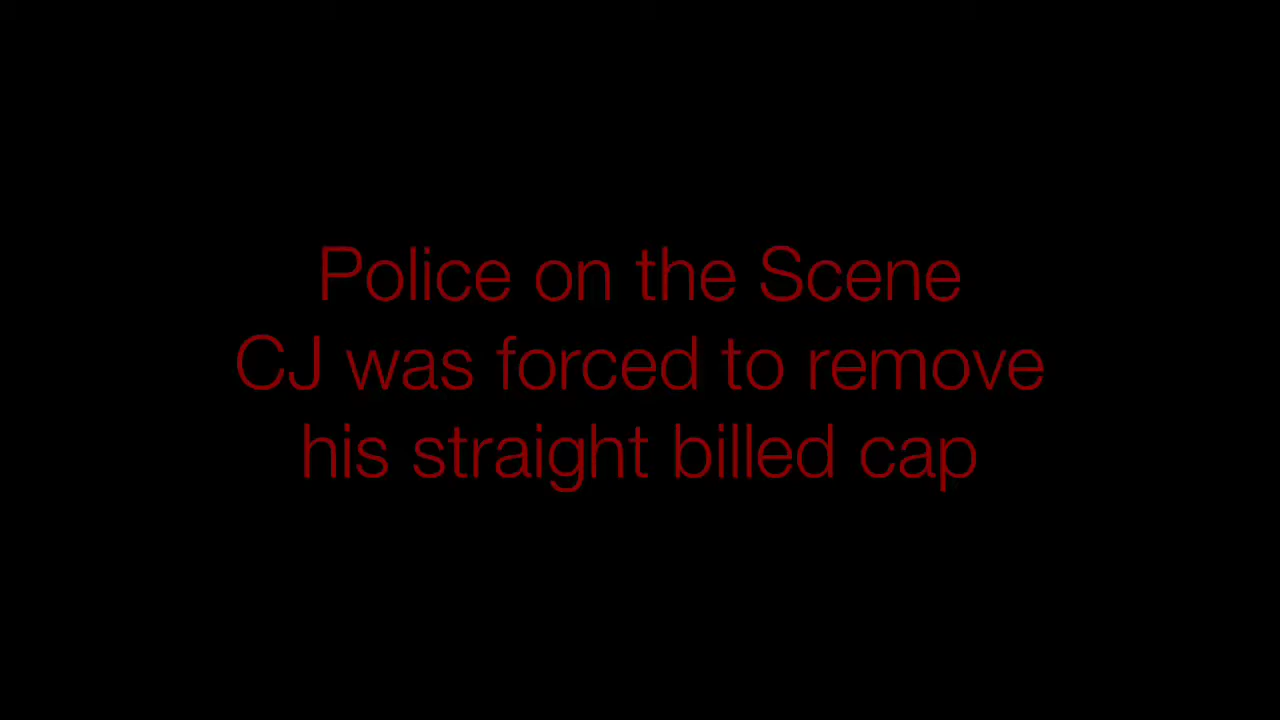 Police on the Scene
CJ was forced to remove
his straight billed cap